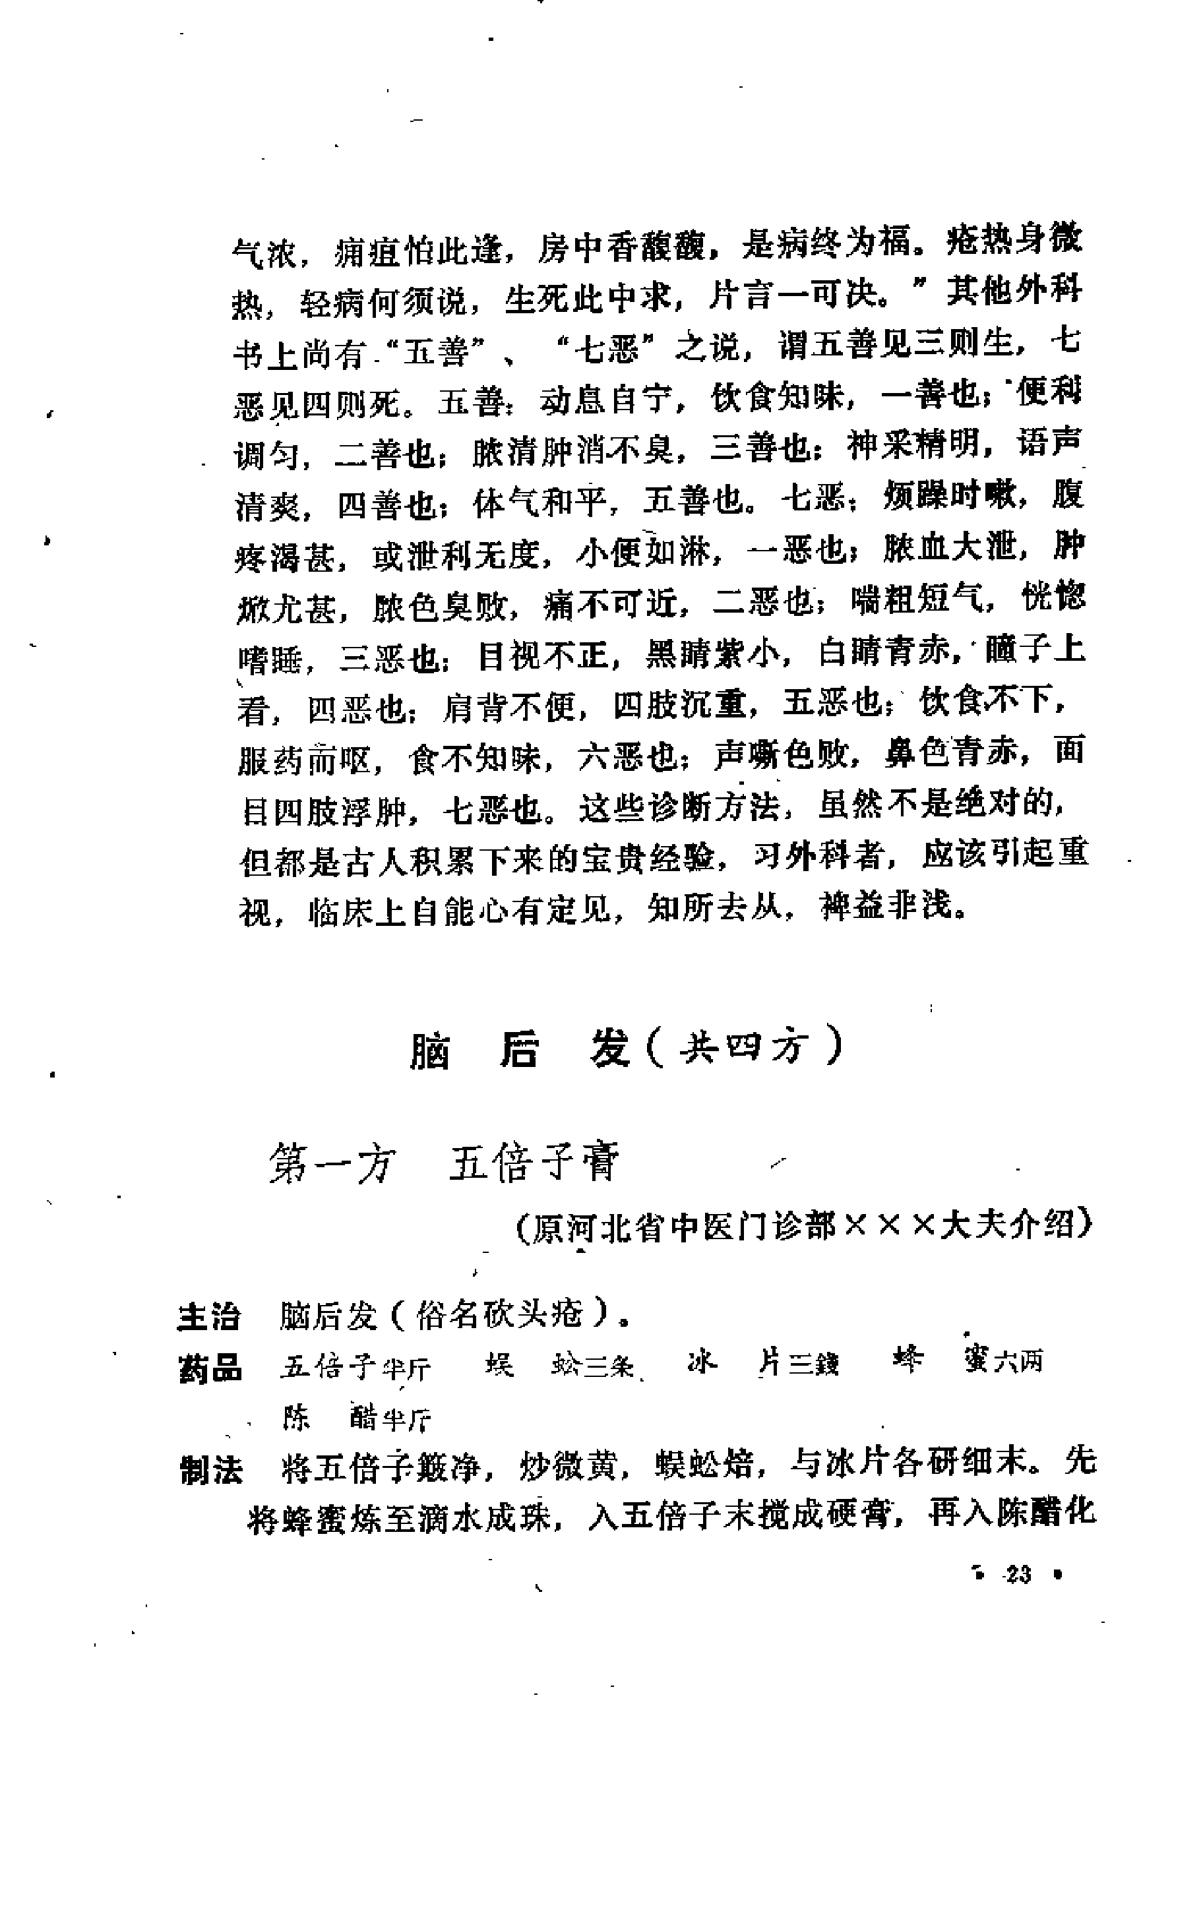 气浓，痈疽怕此逢，房中香馥馥，是病终为福。疮热身微
热，轻病何须说，生死此中求，片言一可决。”其他外科
书上尚有“五善”、“七恶”之说，谓五善见三则生，七
恶见四则死。五善：动息自宁，饮食知味，一善也；便利
调匀，二善也；脓清肿消不臭，三善也；神采精明，语声
清爽，四善也；体气和平，五善也。七恶：烦躁时嗽，腹
疼渴甚，或泄利无度，小便如淋，一恶也；脓血大泄，肿
焮尤甚，脓色臭败，痛不可近，二恶也；喘粗短气，恍惚
嗜睡，三恶也；目视不正，黑睛紧小，白睛青赤，瞳子上
看，四恶也；肩背不便，四肢沉重，五恶也；饮食不下，
服药而呕，食不知味，六恶也；声嘶色败，鼻色青赤，面
目四肢浮肿，七恶也。这些诊断方法，虽然不是绝对的，
但都是古人积累下来的宝贵经验，习外科者，应该引起重
视，临床上自能心有定见，知所去从，裨益非浅。
脑 后 发（共四方）
第一方 五倍子膏
（原河北省中医门诊部×××大夫介绍）
主治 脑后发（俗名砍头疮）。
药品 五倍子半斤 蜈 蚣三条 冰 片三錢 蜂 蜜六两
陈 醋半斤
制法 将五倍子簸净，炒微黄，蜈蚣焙，与冰片各研细末。先
将蜂蜜炼至滴水成珠，入五倍子末搅成硬膏，再入陈醋化
• 23 •